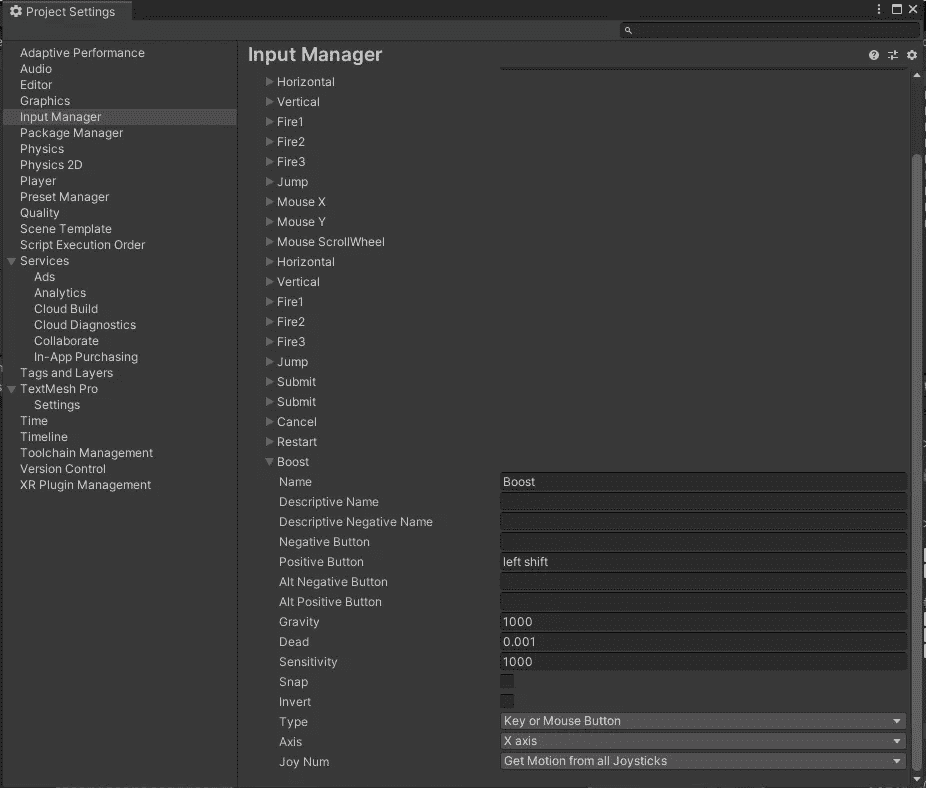 Project Settings
Input Manager
Adaptive Performance
Audio
Editor
Graphics
Input Manager
Package Manager
Physics
Physics 2D
Player
Preset Manager
Quality
Scene Template
Script Execution Order
Services
Ads
Analytics
Cloud Build
Cloud Diagnostics
Collaborate
In-App Purchasing
Tags and Layers
TextMesh Pro
Settings
Time
Timeline
Toolchain Management
Version Control
XR Plugin Management
Horizontal
Vertical
Fire1
Fire2
Fire3
Jump
Mouse X
Mouse Y
Mouse ScrollWheel
Horizontal
Vertical
Fire1
Fire2
Fire3
Jump
Submit
Submit
Cancel
Restart
Boost
Name Boost
Descriptive Name
Descriptive Negative Name
Negative Button
Positive Button left shift
Alt Negative Button
Alt Positive Button
Gravity 1000
Dead 0.001
Sensitivity 1000
Snap
Invert
Type Key or Mouse Button
Axis X axis
Joy Num Get Motion from all Joysticks